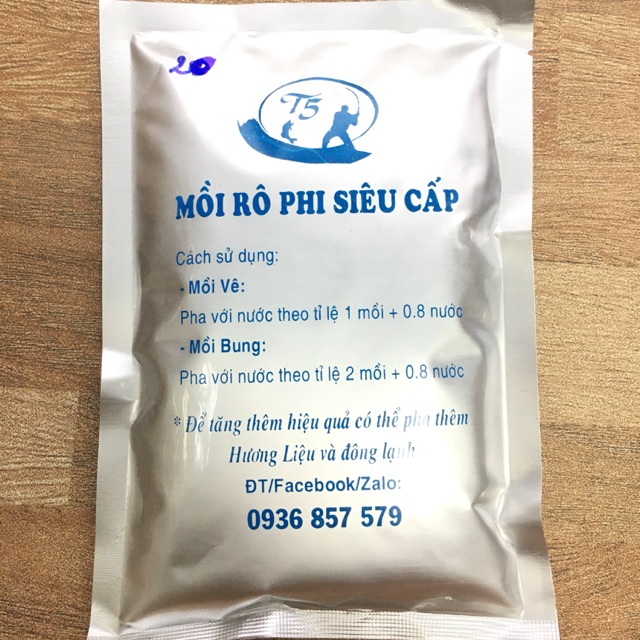 20
T5
MỒI RÔ PHI SIÊU CẤP
Cách sử dụng:
- Mồi Vê:
Pha với nước theo tỉ lệ 1 mồi + 0.8 nước
- Mồi Bung:
Pha với nước theo tỉ lệ 2 mồi + 0.8 nước
* Để tăng thêm hiệu quả có thể pha thêm
Hương Liệu và đông lạnh
ĐT/Facebook/Zalo:
0936 857 579